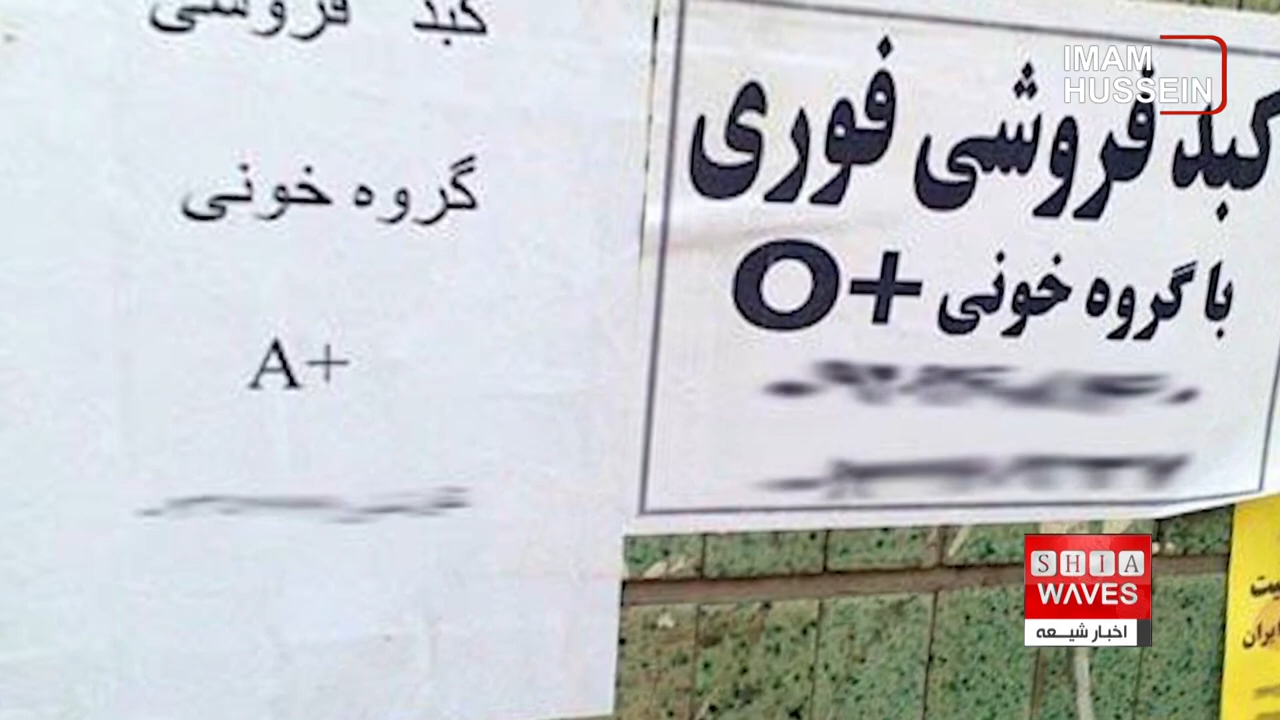 کبد فروشی
گروه خونی
A+
کبد فروشی فوری
با گروه خونی O+
IMAM
HUSSEIN
SHIA
WAVES
اخبار شیعه